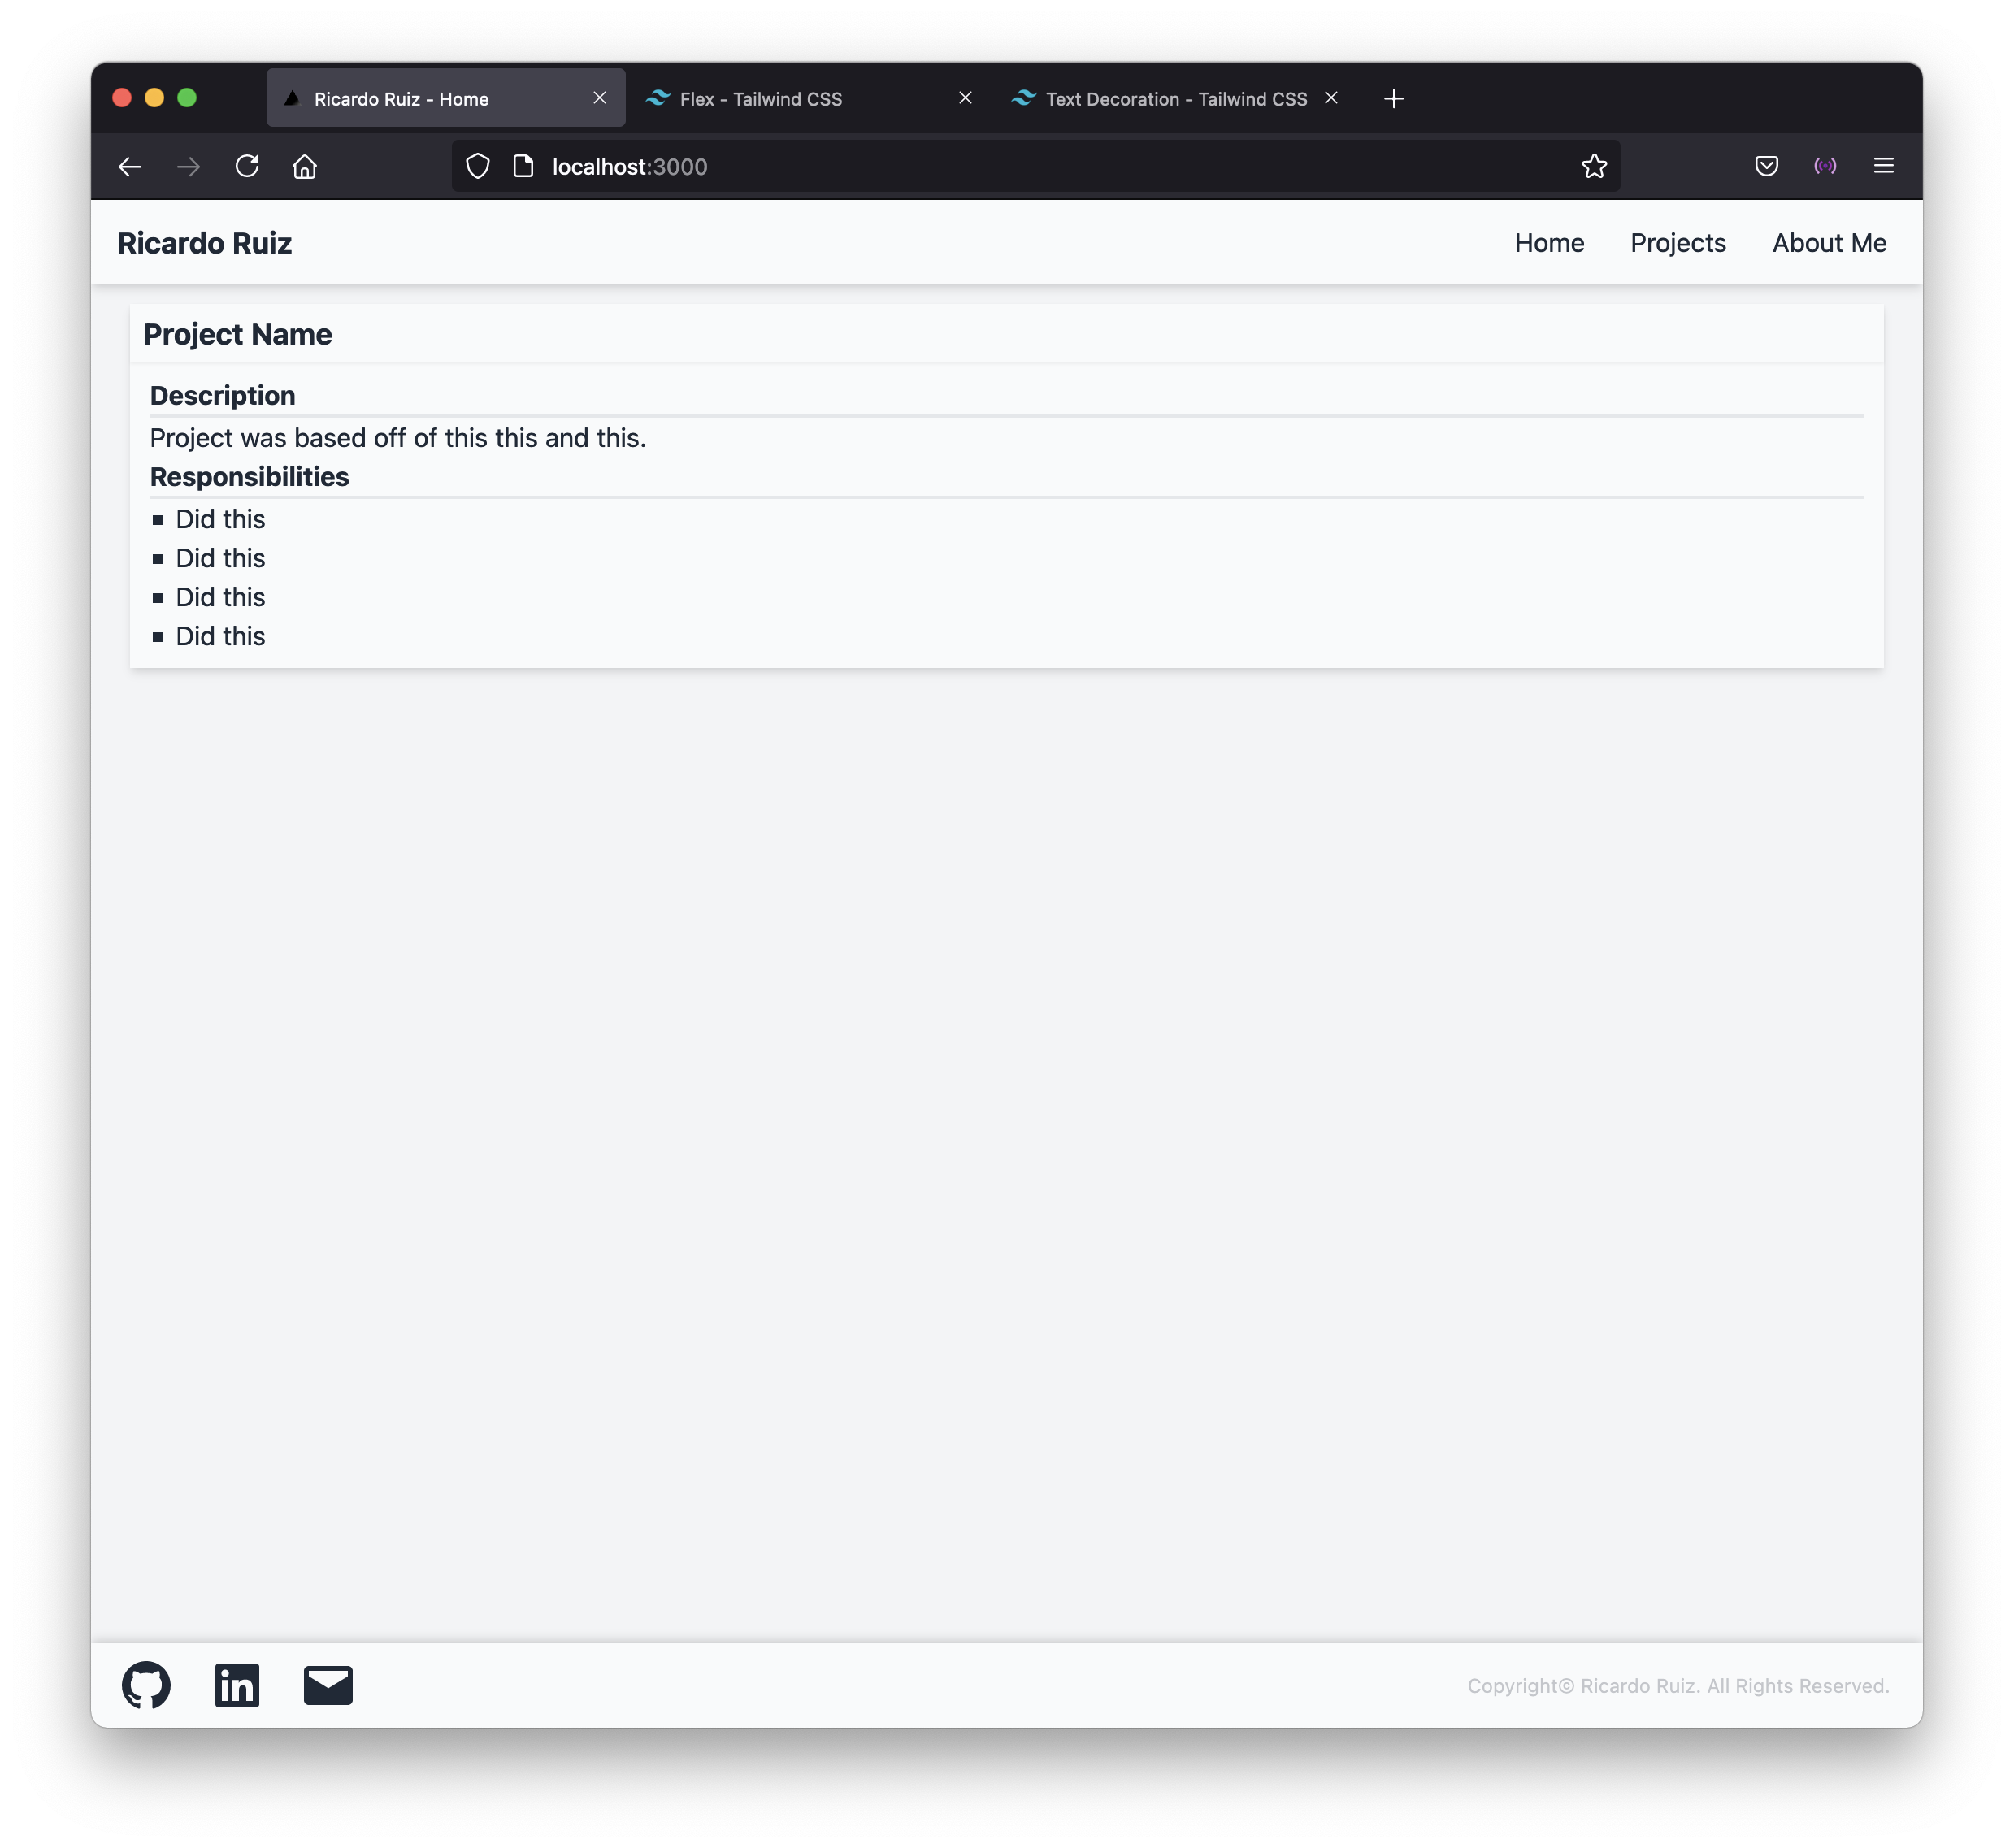 Ricardo Ruiz - Home
Flex - Tailwind CSS
Text Decoration - Tailwind CSS
localhost:3000
Ricardo Ruiz
Home
Projects
About Me
Project Name
Description
Project was based off of this this and this.
Responsibilities
Did this
Did this
Did this
Did this
in
Copyright© Ricardo Ruiz. All Rights Reserved.